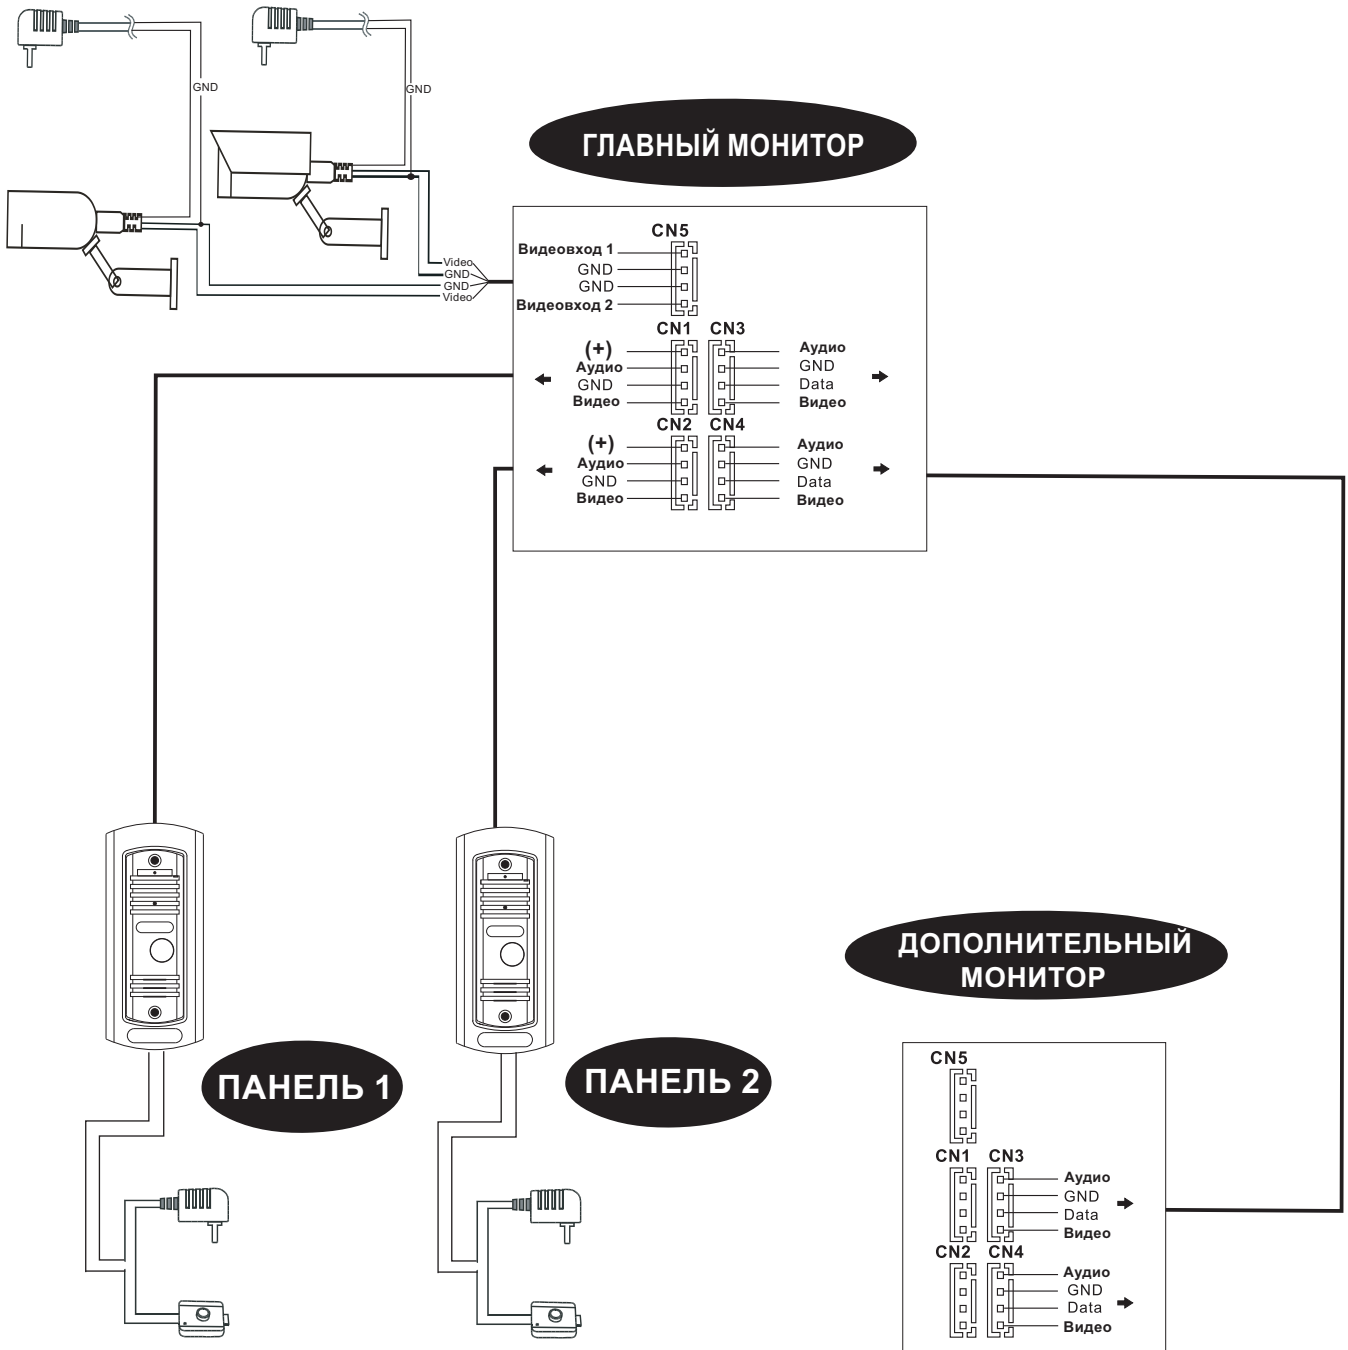 GND
GND
ГЛАВНЫЙ МОНИТОР
CN5
Видеовход 1
GND
GND
Видеовход 2
Video
GND
GND
Video
CN1 CN3
(+)
Аудио
GND
Видео
Аудио
GND
Data
Видео
CN2 CN4
(+)
Аудио
GND
Видео
Аудио
GND
Data
Видео
ПАНЕЛЬ 1
ПАНЕЛЬ 2
ДОПОЛНИТЕЛЬНЫЙ
МОНИТОР
CN5
CN1 CN3
Аудио
GND
Data
Видео
CN2 CN4
Аудио
GND
Data
Видео